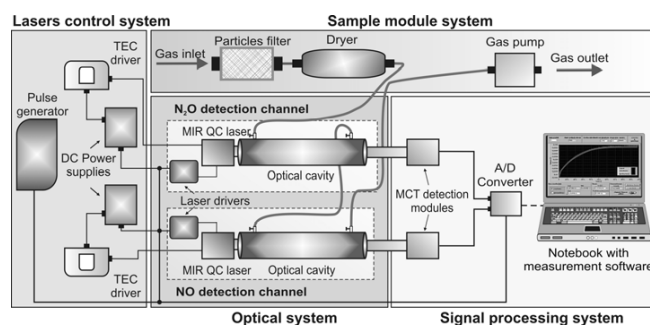 Lasers control system
Sample module system
TEC
driver
Gas inlet
Particles filter
Dryer
Gas pump
Gas outlet
Pulse
generator
DC Power
supplies
N₂O detection channel
MIR QC laser
Optical cavity
Laser drivers
MCT detection
modules
A/D
Converter
Notebook with
measurement software
TEC
driver
MIR QC laser
Optical cavity
NO detection channel
Optical system
Signal processing system